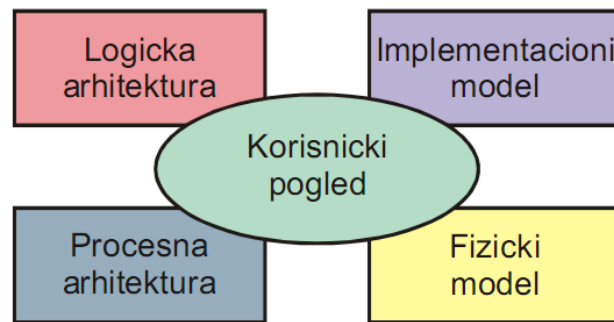 Logicka
arhitektura
Implementacioni
model
Korisnicki
pogled
Procesna
arhitektura
Fizicki
model